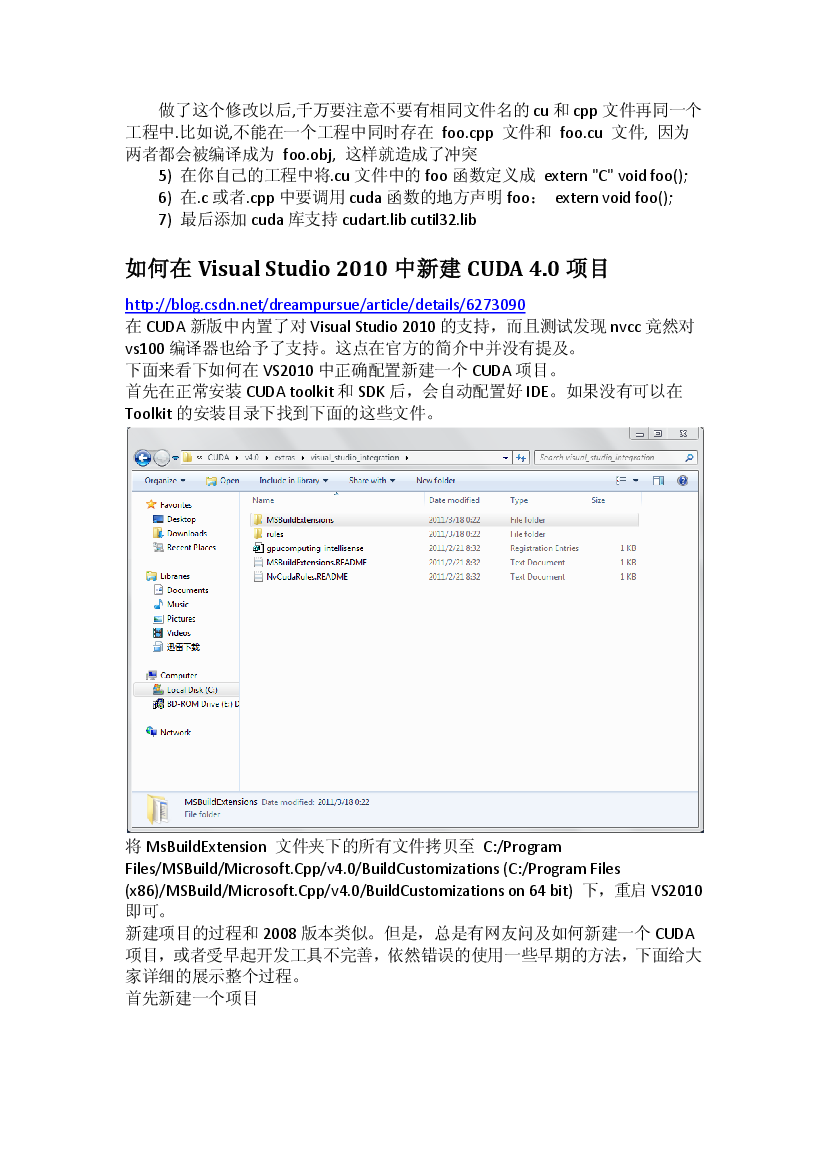 做了这个修改以后,千万要注意不要有相同文件名的 cu 和 cpp 文件再同一个
工程中.比如说,不能在一个工程中同时存在 foo.cpp 文件和 foo.cu 文件, 因为
两者都会被编译成为 foo.obj, 这样就造成了冲突
5) 在你自己的工程中将.cu 文件中的 foo 函数定义成 extern "C" void foo();
6) 在.c 或者.cpp 中要调用 cuda 函数的地方声明 foo： extern void foo();
7) 最后添加 cuda 库支持 cudart.lib cutil32.lib
如何在 Visual Studio 2010 中新建 CUDA 4.0 项目
http://blog.csdn.net/dreampursue/article/details/6273090
在 CUDA 新版中内置了对 Visual Studio 2010 的支持，而且测试发现 nvcc 竟然对
vs100 编译器也给予了支持。这点在官方的简介中并没有提及。
下面来看下如何在 VS2010 中正确配置新建一个 CUDA 项目。
首先在正常安装 CUDA toolkit 和 SDK 后，会自动配置好 IDE。如果没有可以在
Toolkit 的安装目录下找到下面的这些文件。
« CUDA v4.0 extras visual_studio_integration Search visual_studio_integration
Organize Open Include in library Share with New folder
Name Date modified Type Size
Favorites
Desktop
Downloads
Recent Places
Libraries
Documents
Music
Pictures
Videos
迅雷下载
Computer
Local Disk (C:)
BD-ROM Drive (E:) D
Network
MSBuildExtensions 2011/3/18 0:22 File folder
rules 2011/3/18 0:22 File folder
gpucomputing_intellisense 2011/2/21 8:32 Registration Entries 1 KB
MSBuildExtensions.README 2011/2/21 8:32 Text Document 1 KB
NvCudaRules.README 2011/2/21 8:32 Text Document 1 KB
MSBuildExtensions Date modified: 2011/3/18 0:22
File folder
将 MsBuildExtension 文件夹下的所有文件拷贝至 C:/Program
Files/MSBuild/Microsoft.Cpp/v4.0/BuildCustomizations (C:/Program Files
(x86)/MSBuild/Microsoft.Cpp/v4.0/BuildCustomizations on 64 bit) 下，重启 VS2010
即可。
新建项目的过程和 2008 版本类似。但是，总是有网友问及如何新建一个 CUDA
项目，或者受早起开发工具不完善，依然错误的使用一些早期的方法，下面给大
家详细的展示整个过程。
首先新建一个项目